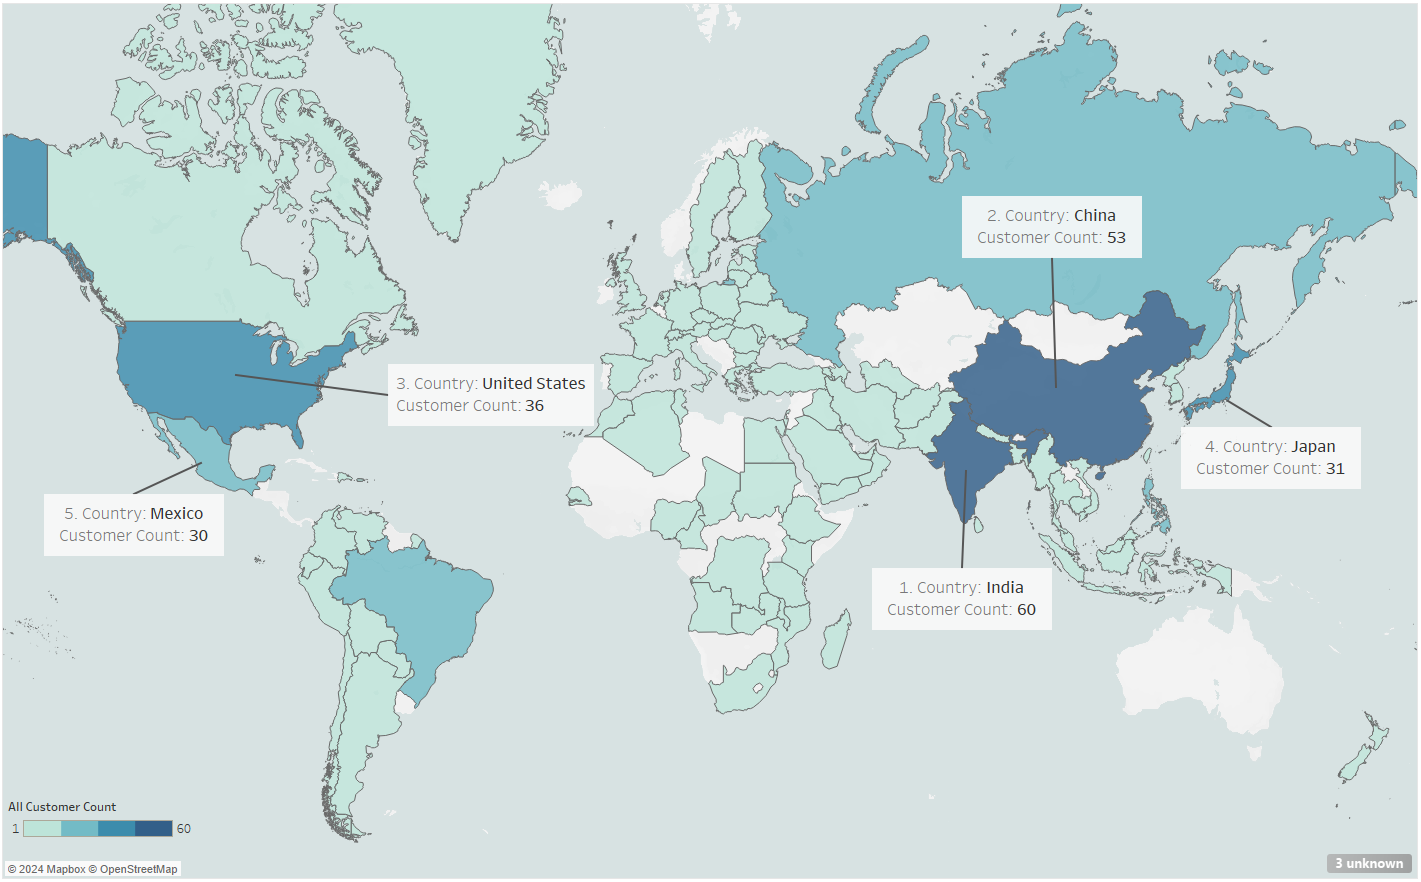 2. Country: China
Customer Count: 53
3. Country: United States
Customer Count: 36
4. Country: Japan
Customer Count: 31
5. Country: Mexico
Customer Count: 30
1. Country: India
Customer Count: 60
All Customer Count
1 60
© 2024 Mapbox © OpenStreetMap
3 unknown